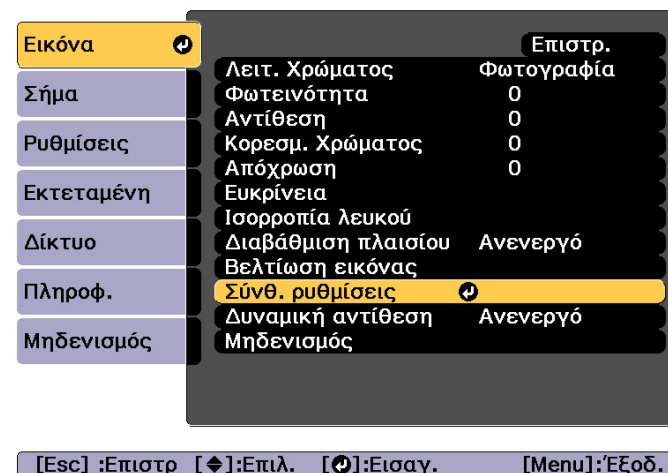 Εικόνα
Σήμα
Ρυθμίσεις
Εκτεταμένη
Δίκτυο
Πληροφ.
Μηδενισμός
Επιστρ.
Λειτ. Χρώματος Φωτογραφία
Φωτεινότητα 0
Αντίθεση 0
Κορεσμ. Χρώματος 0
Απόχρωση 0
Ευκρίνεια
Ισορροπία λευκού
Διαβάθμιση πλαισίου Ανενεργό
Βελτίωση εικόνας
Σύνθ. ρυθμίσεις
Δυναμική αντίθεση Ανενεργό
Μηδενισμός
[Esc] :Επιστρ [◆]:Επιλ. [↵]:Εισαγ. [Menu]:Έξοδ.